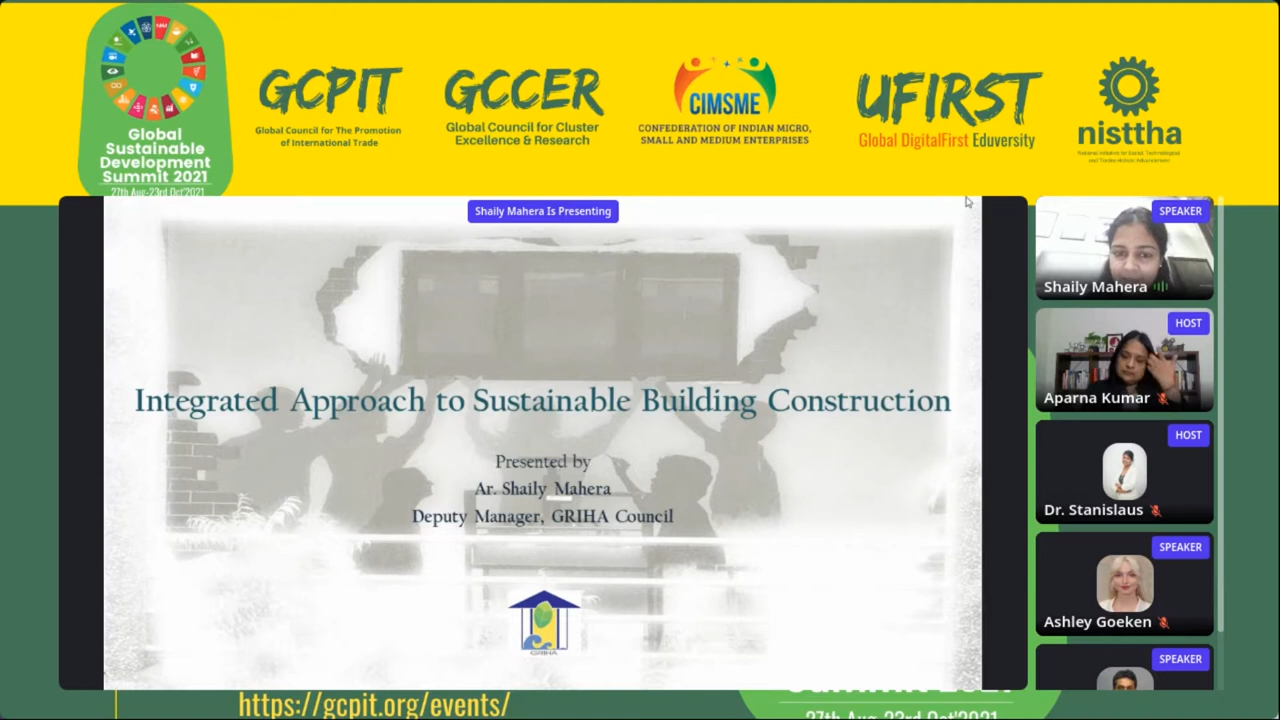 Global
Sustainable
Development
Summit 2021
27th Aug-23rd Oct'2021
GCPIT
Global Council for The Promotion
of International Trade
GCCER
Global Council for Cluster
Excellence & Research
CIMSME
CONFEDERATION OF INDIAN MICRO,
SMALL AND MEDIUM ENTERPRISES
UFIRST
Global DigitalFirst Eduversity
nisttha
Shaily Mahera Is Presenting
Integrated Approach to Sustainable Building Construction
Presented by
Ar. Shaily Mahera
Deputy Manager, GRIHA Council
GRIHA
SPEAKER
Shaily Mahera
HOST
Aparna Kumar
HOST
Dr. Stanislaus
SPEAKER
Ashley Goeken
SPEAKER
https://gcpit.org/events/
27th Aug-23rd Oct'2021